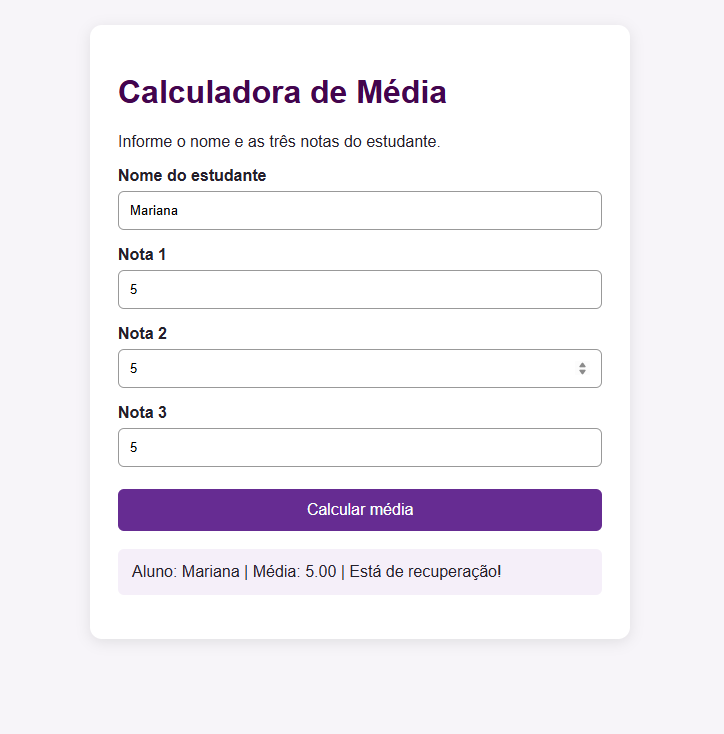 Calculadora de Média
Informe o nome e as três notas do estudante.
Nome do estudante
Mariana
Nota 1
5
Nota 2
5
Nota 3
5
Calcular média
Aluno: Mariana | Média: 5.00 | Está de recuperação!